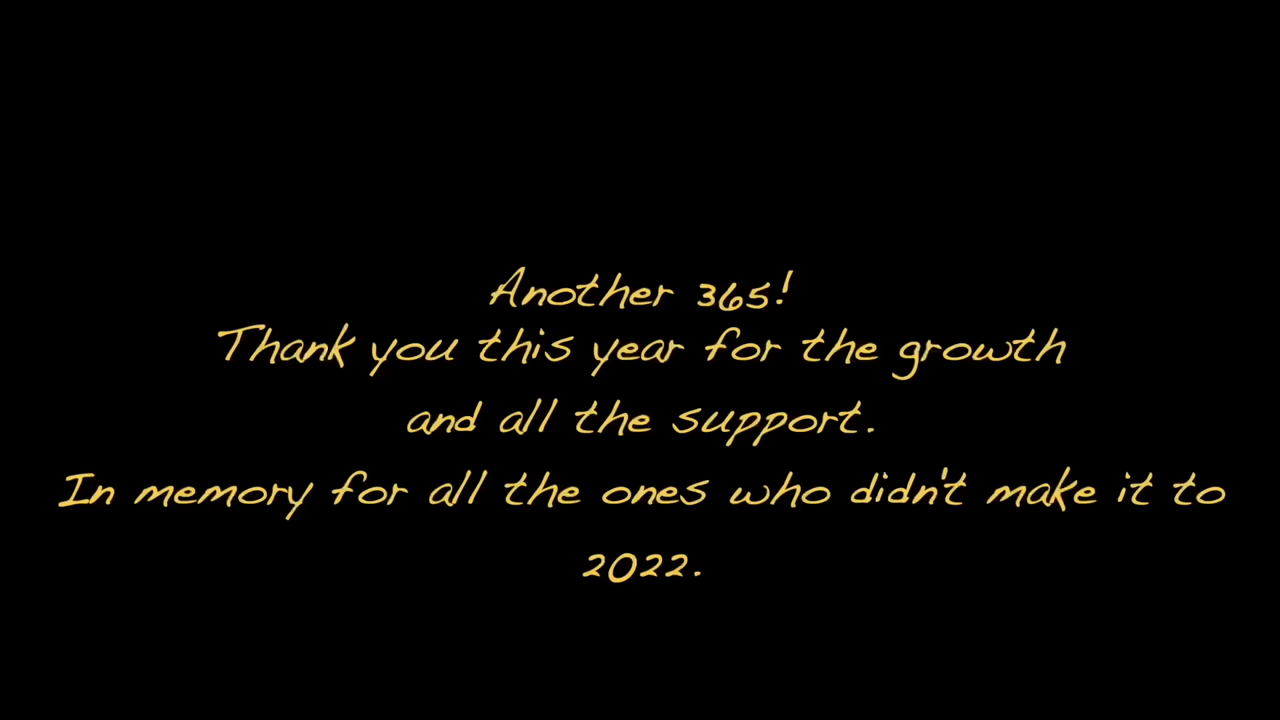 Another 365!
Thank you this year for the growth
and all the support.
In memory for all the ones who didn't make it to
2022.